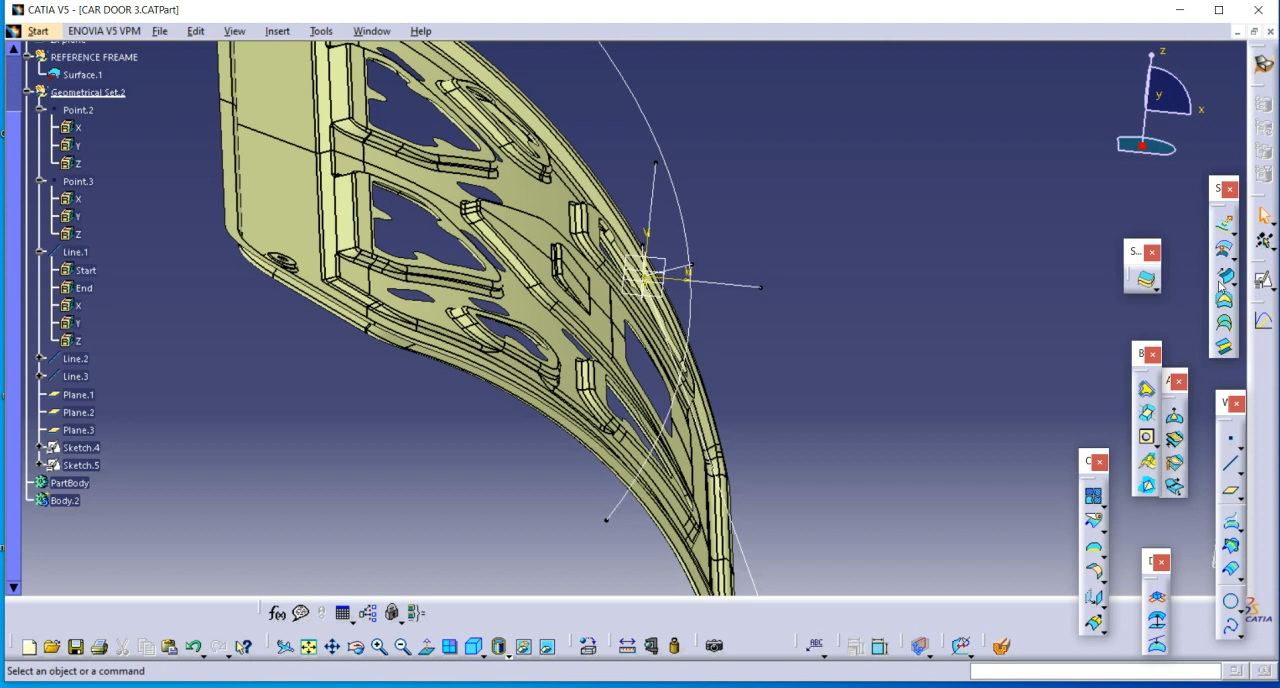 CATIA V5 - [CAR DOOR 3.CATPart]
Start ENOVIA V5 VPM File Edit View Insert Tools Window Help
REFERENCE FREAME
Surface.1
Geometrical Set.2
Point.2
X
Y
Z
Point.3
X
Y
Z
Line.1
Start
End
X
Y
Z
Line.2
Line.3
Plane.1
Plane.2
Plane.3
Sketch.4
Sketch.5
PartBody
Body.2
z
y
x
S...
f(x)
ABC
CATIA
Select an object or a command